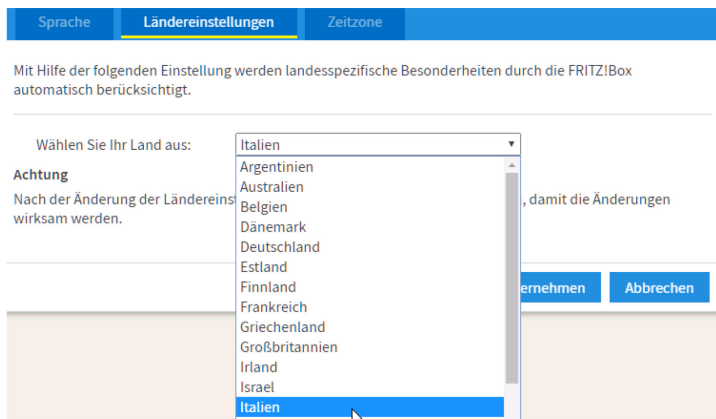 Sprache Ländereinstellungen Zeitzone
Mit Hilfe der folgenden Einstellung werden landesspezifische Besonderheiten durch die FRITZ!Box
automatisch berücksichtigt.
Wählen Sie Ihr Land aus: Italien
Argentinien
Achtung
Australien
Nach der Änderung der , damit die Änderungen
Belgien
wirksam werden.
Dänemark
Deutschland
Estland
Finnland
Abbrechen
Frankreich
Griechenland
Großbritannien
Irland
Israel
Italien